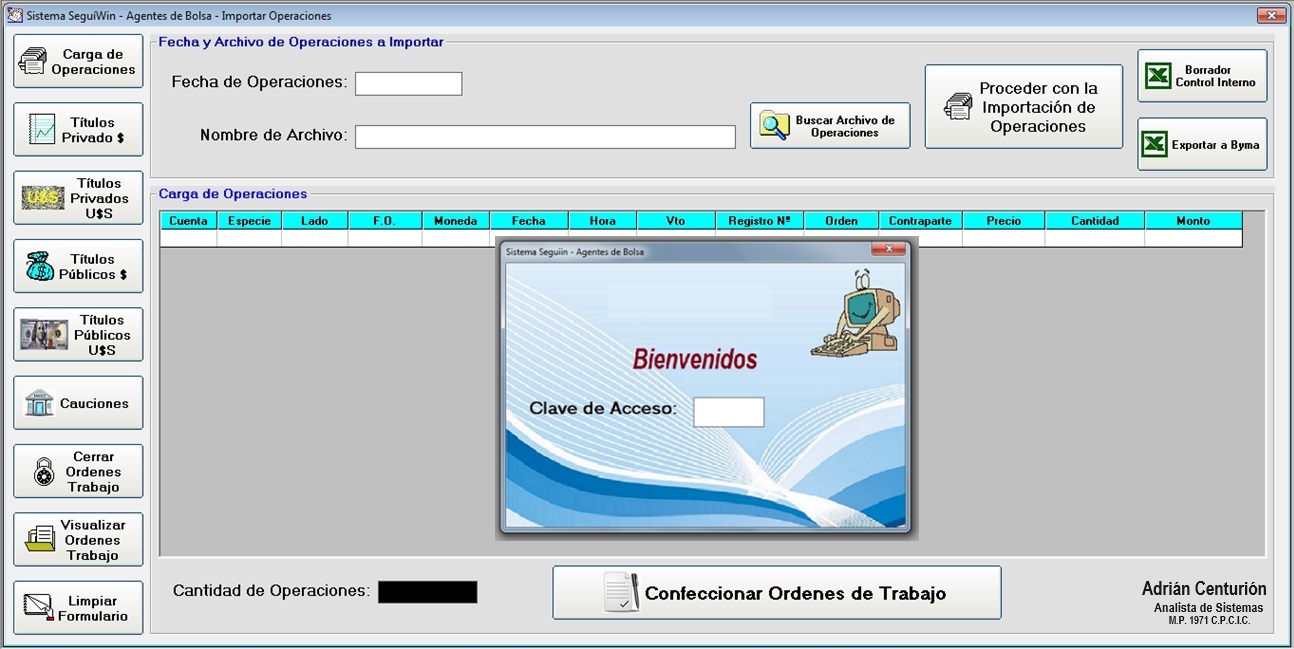 Sistema SeguiWin - Agentes de Bolsa - Importar Operaciones
Carga de
Operaciones
Títulos
Privado $
U$S
Títulos
Privados
U$S
Títulos
Públicos $
Títulos
Públicos
U$S
Cauciones
Cerrar
Ordenes
Trabajo
Visualizar
Ordenes
Trabajo
Limpiar
Formulario
Fecha y Archivo de Operaciones a Importar
Fecha de Operaciones:
Nombre de Archivo:
Buscar Archivo de
Operaciones
Proceder con la
Importación de
Operaciones
Borrador
Control Interno
Exportar a Byma
Carga de Operaciones
Cuenta Especie Lado F.O. Moneda Fecha Hora Vto Registro Nº Orden Contraparte Precio Cantidad Monto
Sistema Seguiin - Agentes de Bolsa
Bienvenidos
Clave de Acceso:
Cantidad de Operaciones:
Confeccionar Ordenes de Trabajo
Adrián Centurión
Analista de Sistemas
M.P. 1971 C.P.C.I.C.